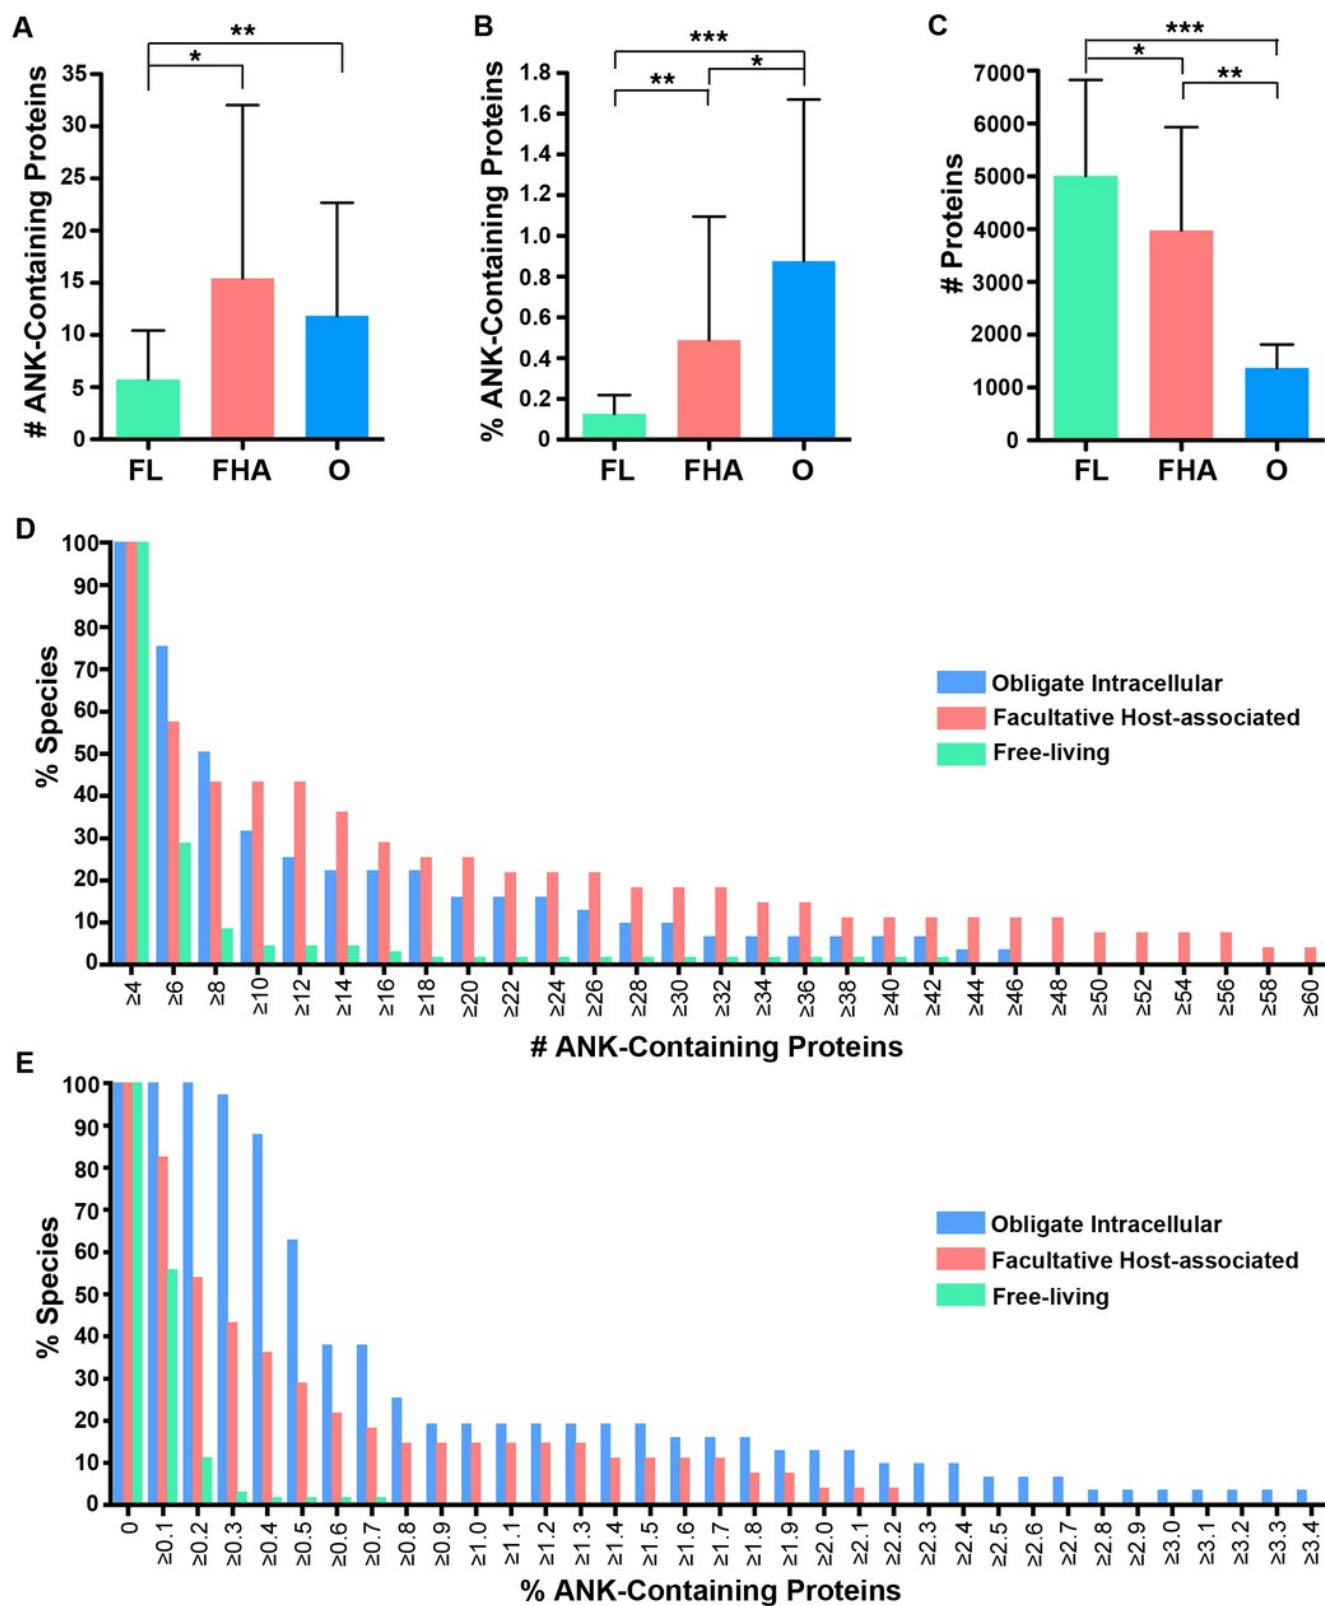 A
# ANK-Containing Proteins
35
30
25
20
15
10
5
0
**
*
FL FHA O
B
% ANK-Containing Proteins
1.8
1.6
1.4
1.2
1.0
0.8
0.6
0.4
0.2
0
***
**
*
FL FHA O
C
# Proteins
7000
6000
5000
4000
3000
2000
1000
0
***
*
**
FL FHA O
D
% Species
100
90
80
70
60
50
40
30
20
10
0
Obligate Intracellular
Facultative Host-associated
Free-living
≥4 ≥6 ≥8 ≥10 ≥12 ≥14 ≥16 ≥18 ≥20 ≥22 ≥24 ≥26 ≥28 ≥30 ≥32 ≥34 ≥36 ≥38 ≥40 ≥42 ≥44 ≥46 ≥48 ≥50 ≥52 ≥54 ≥56 ≥58 ≥60
# ANK-Containing Proteins
E
% Species
100
90
80
70
60
50
40
30
20
10
0
Obligate Intracellular
Facultative Host-associated
Free-living
0 ≥0.1 ≥0.2 ≥0.3 ≥0.4 ≥0.5 ≥0.6 ≥0.7 ≥0.8 ≥0.9 ≥1.0 ≥1.1 ≥1.2 ≥1.3 ≥1.4 ≥1.5 ≥1.6 ≥1.7 ≥1.8 ≥1.9 ≥2.0 ≥2.1 ≥2.2 ≥2.3 ≥2.4 ≥2.5 ≥2.6 ≥2.7 ≥2.8 ≥2.9 ≥3.0 ≥3.1 ≥3.2 ≥3.3 ≥3.4
% ANK-Containing Proteins